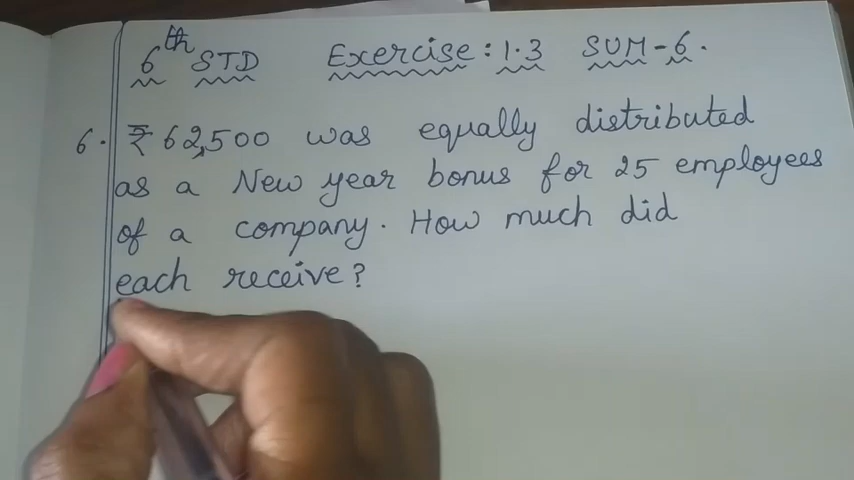 6th STD Exercise: 1.3 SUM-6.
6. ₹ 62,500 was equally distributed
as a New year bonus for 25 employees
of a company. How much did
each receive?